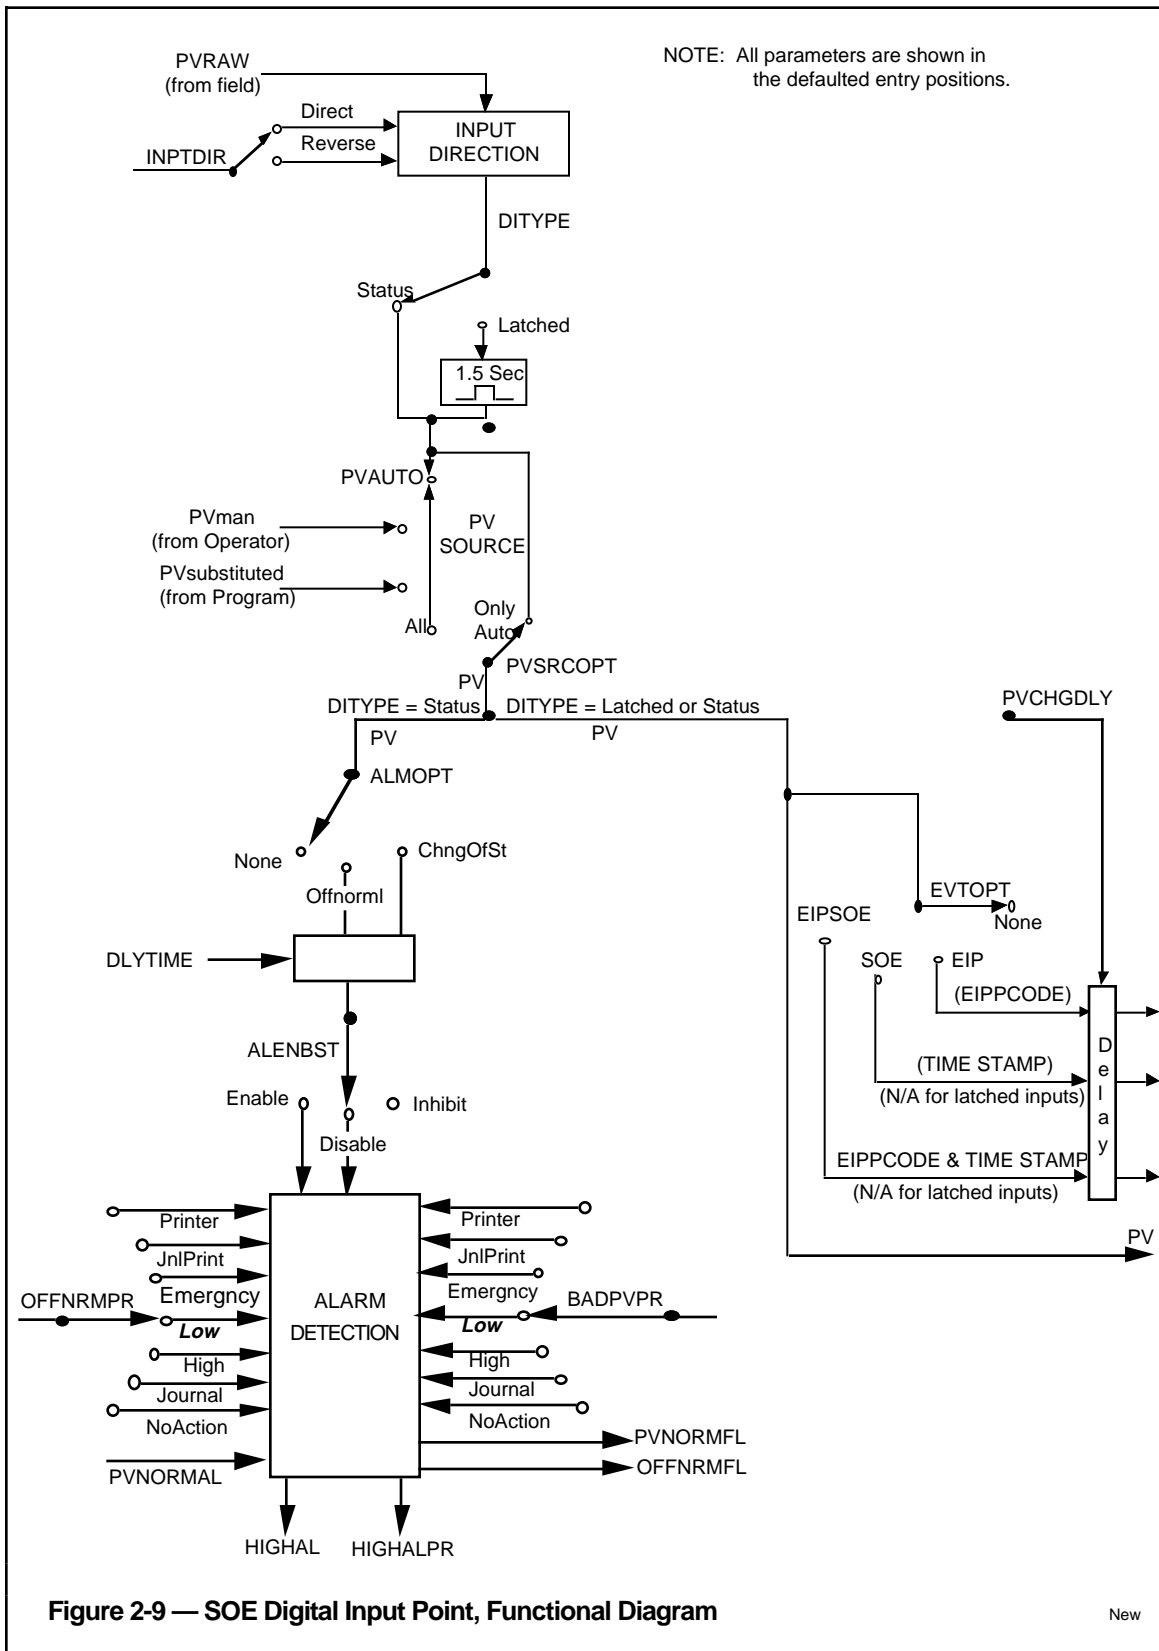 PVRAW
(from field)
NOTE: All parameters are shown in
the defaulted entry positions.
Direct
Reverse
INPTDIR
INPUT
DIRECTION
DITYPE
Status
Latched
1.5 Sec
PVAUTO
PVman
(from Operator)
PV
SOURCE
PVsubstituted
(from Program)
All
Only
Auto
PVSRCOPT
PV
DITYPE = Status
DITYPE = Latched or Status
PV
PV
PVCHGDLY
ALMOPT
None
Offnorml
ChngOfSt
EVTOPT
None
EIPSOE
SOE
EIP
(EIPPCODE)
DLYTIME
Delay
(TIME STAMP)
(N/A for latched inputs)
ALENBST
Enable
Inhibit
Disable
EIPPCODE & TIME STAMP
(N/A for latched inputs)
PV
Printer
JnlPrint
Emergncy
OFFNRMPR
Low
High
Journal
NoAction
PVNORMAL
ALARM
DETECTION
Printer
JnlPrint
Emergncy
BADPVPR
Low
High
Journal
NoAction
PVNORMFL
OFFNRMFL
HIGHAL
HIGHALPR
Figure 2-9 — SOE Digital Input Point, Functional Diagram
New